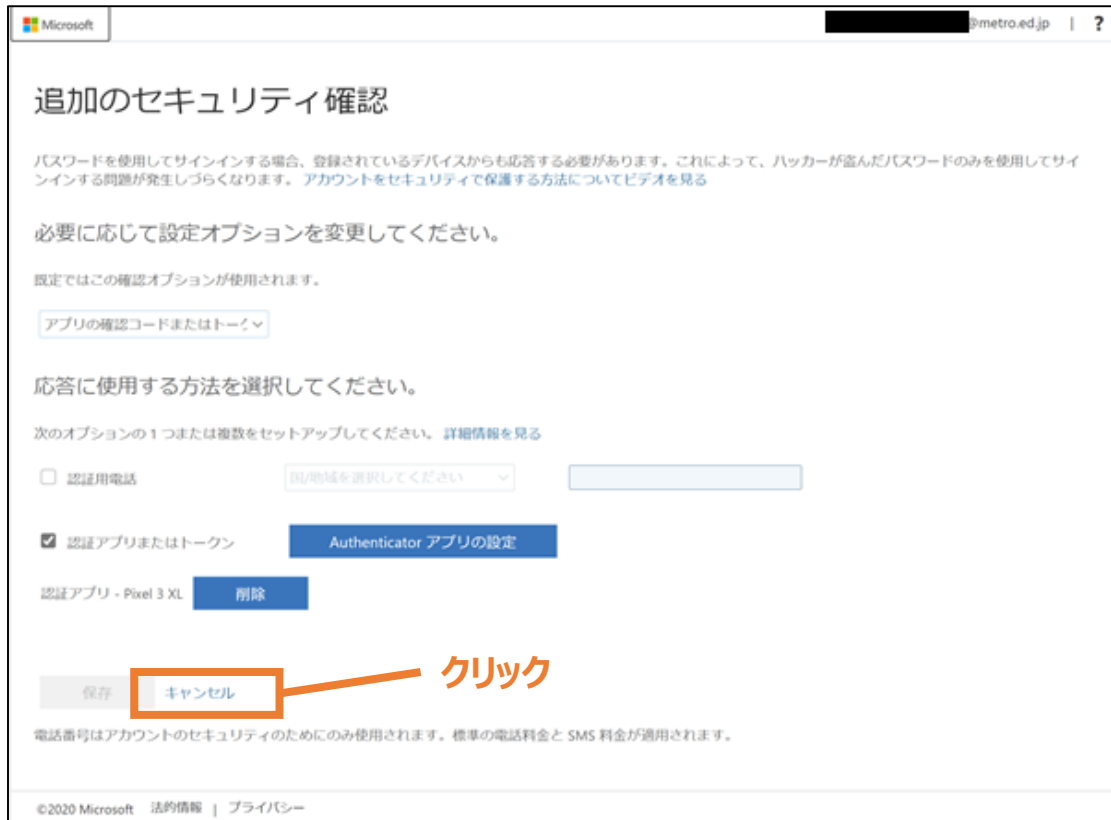 Microsoft
@metro.ed.jp | ?
追加のセキュリティ確認
パスワードを使用してサインインする場合、登録されているデバイスからも応答する必要があります。これによって、ハッカーが盗んだパスワードのみを使用してサイ
ンインする問題が発生しづらくなります。 アカウントをセキュリティで保護する方法についてビデオを見る
必要に応じて設定オプションを変更してください。
既定ではこの確認オプションが使用されます。
アプリの確認コードまたはトーク
応答に使用する方法を選択してください。
次のオプションの 1 つまたは複数をセットアップしてください。 詳細情報を見る
認証用電話 国/地域を選択してください
認証アプリまたはトークン Authenticator アプリの設定
認証アプリ - Pixel 3 XL 削除
クリック
保存 キャンセル
電話番号はアカウントのセキュリティのためにのみ使用されます。標準の電話料金と SMS 料金が適用されます。
©2020 Microsoft 法的情報 | プライバシー